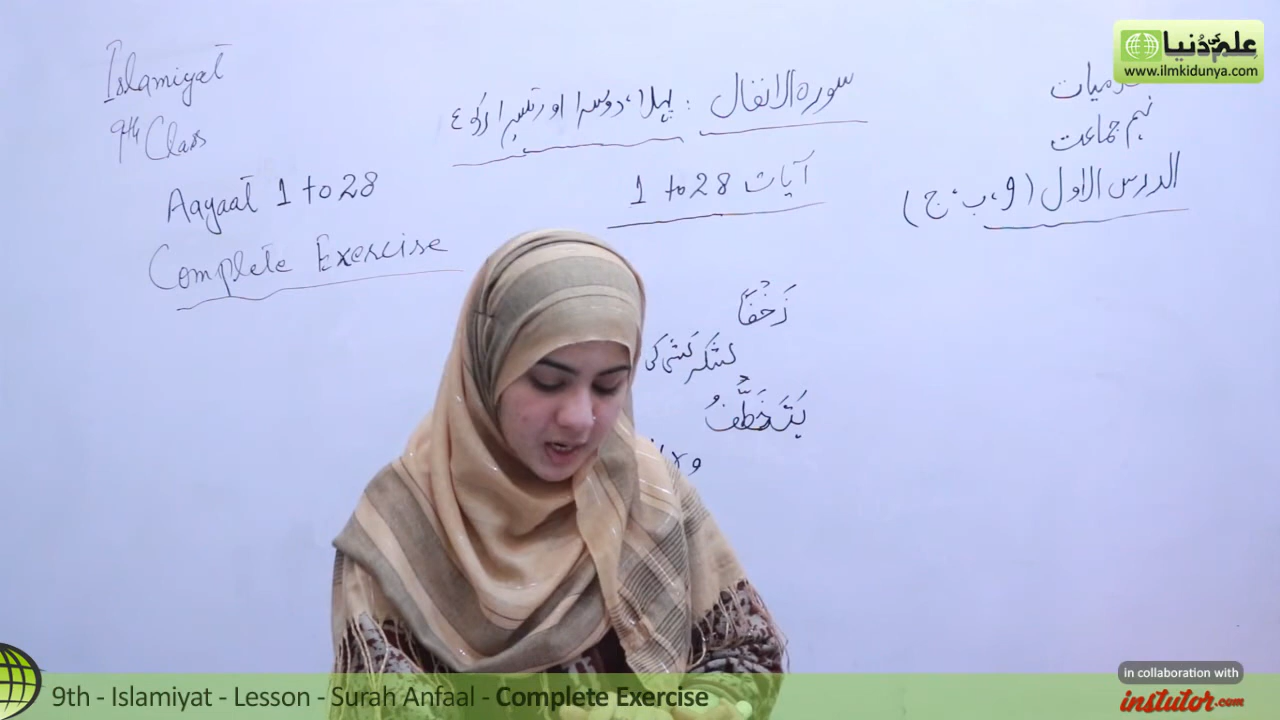 Islamiyat
9th Class
Aayaat 1 to 28
Complete Exercise
سورہ الانفال : پہلا، دوسرا اور تیسرا رکوع
آیات 28 to 1
نہم جماعت
الدرس الاول (و، ب، ج)
زَحْفًا
لشکر کشی کی
يَتَخَطَّفُ
علم کی دُنیا
www.ilmkidunya.com
9th - Islamiyat - Lesson - Surah Anfaal - Complete Exercise
in collaboration with
instutor.com